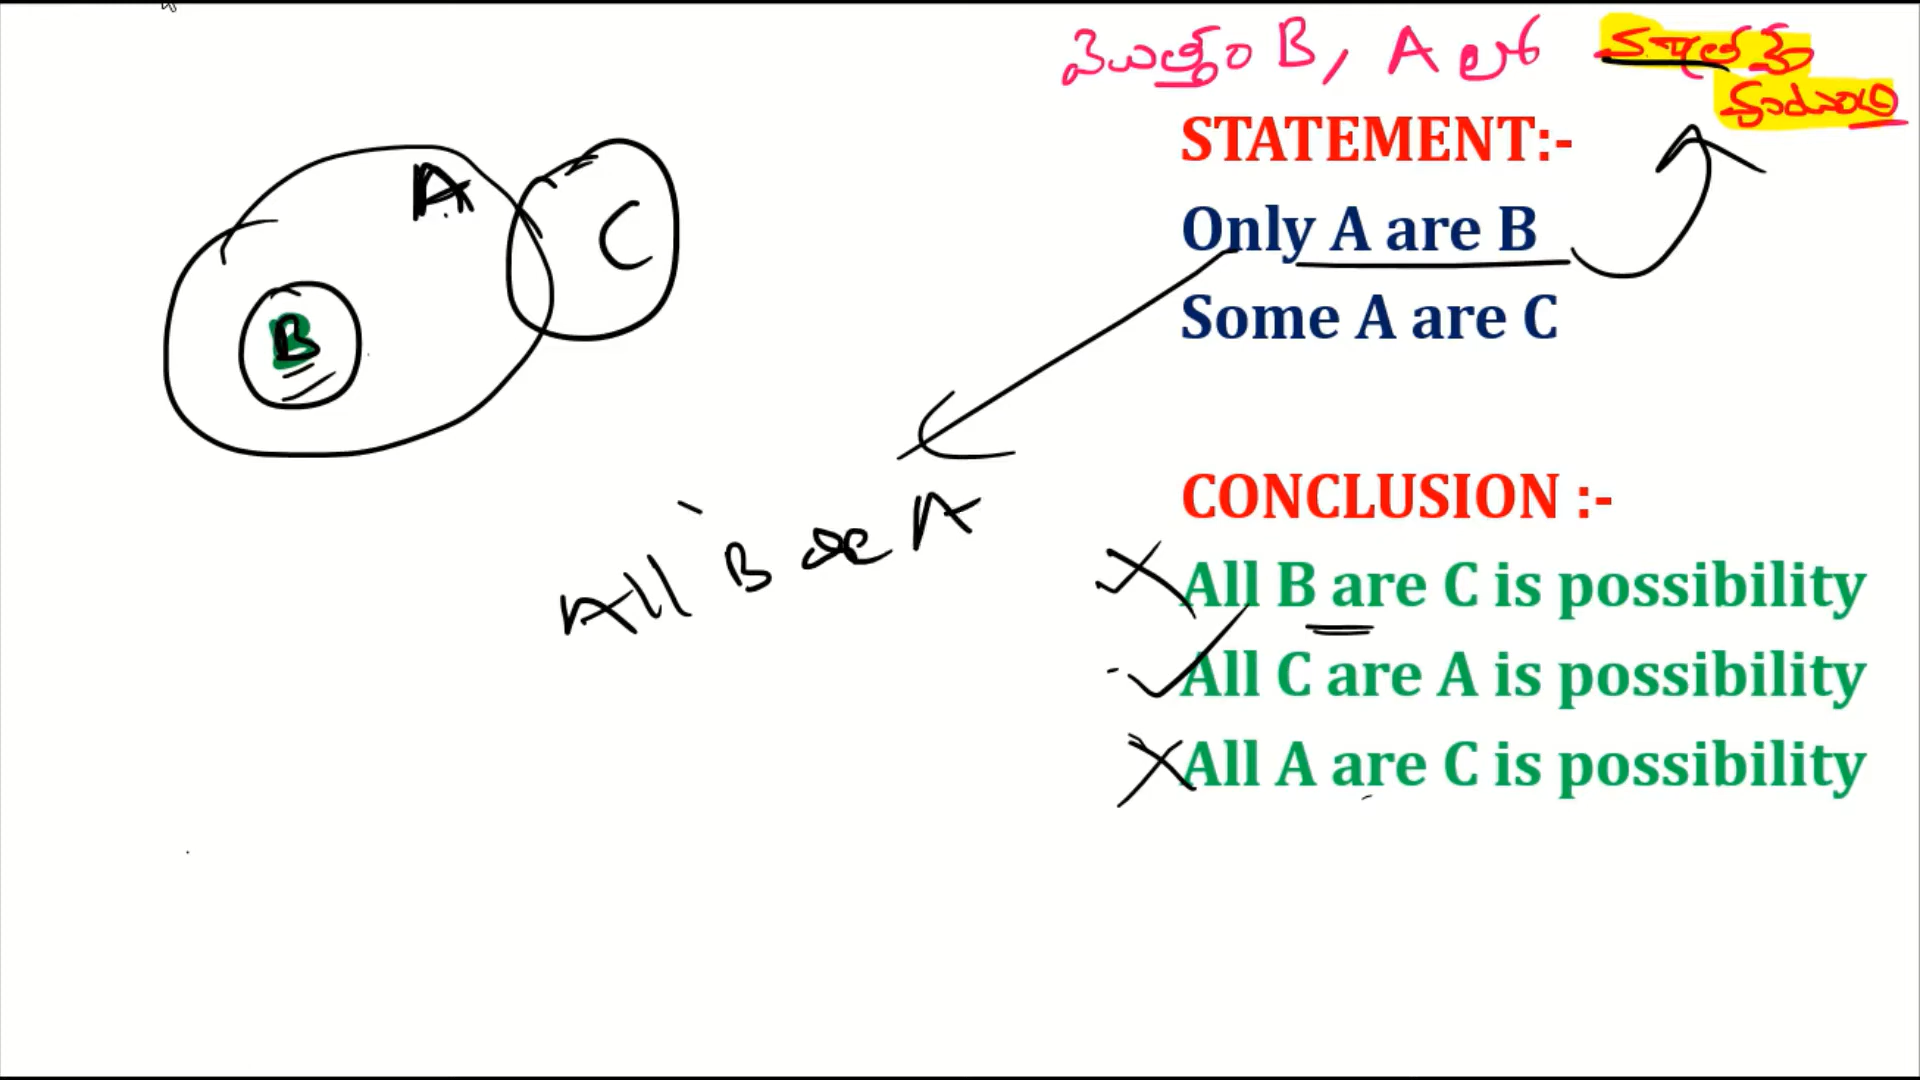 మొత్తం B, A లో మాత్రమే
వుండాలి
STATEMENT:-
Only A are B
Some A are C
A
C
B
All B are A
CONCLUSION :-
All B are C is possibility
All C are A is possibility
All A are C is possibility